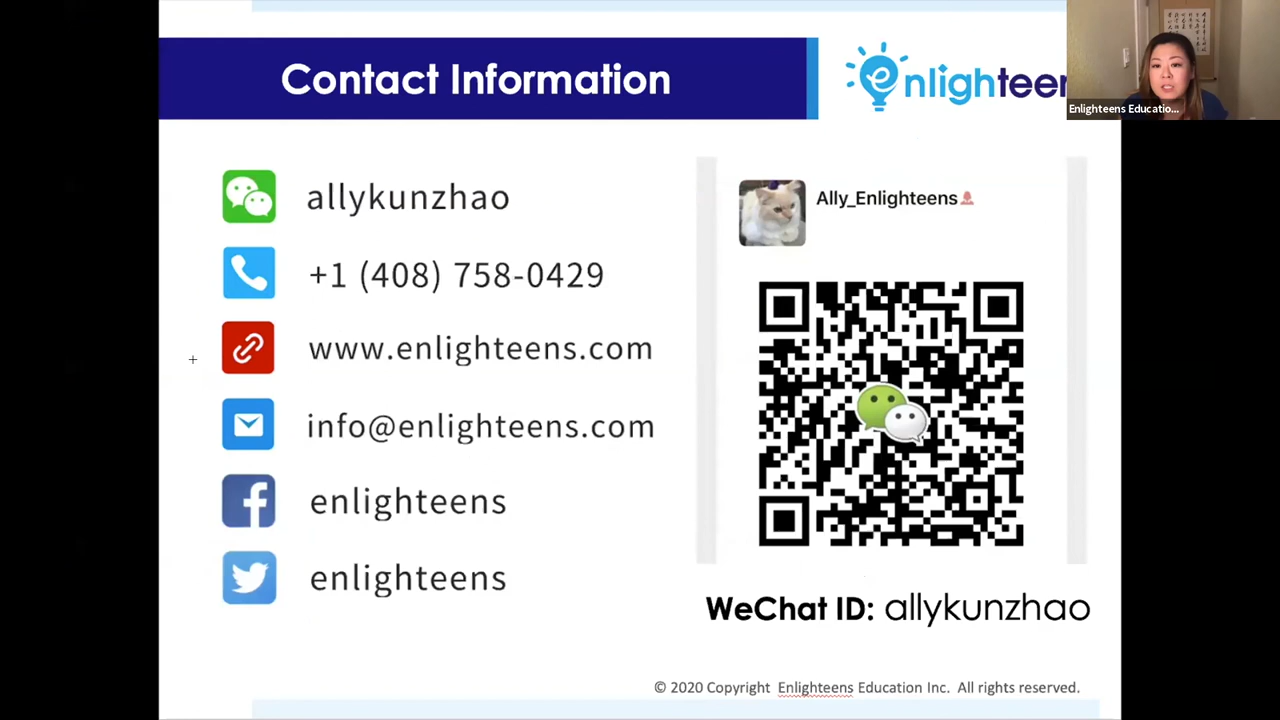 Contact Information
enlighteen
Enlighteens Educatio...
allykunzhao
+1 (408) 758-0429
www.enlighteens.com
info@enlighteens.com
enlighteens
enlighteens
Ally_Enlighteens
WeChat ID: allykunzhao
© 2020 Copyright Enlighteens Education Inc. All rights reserved.